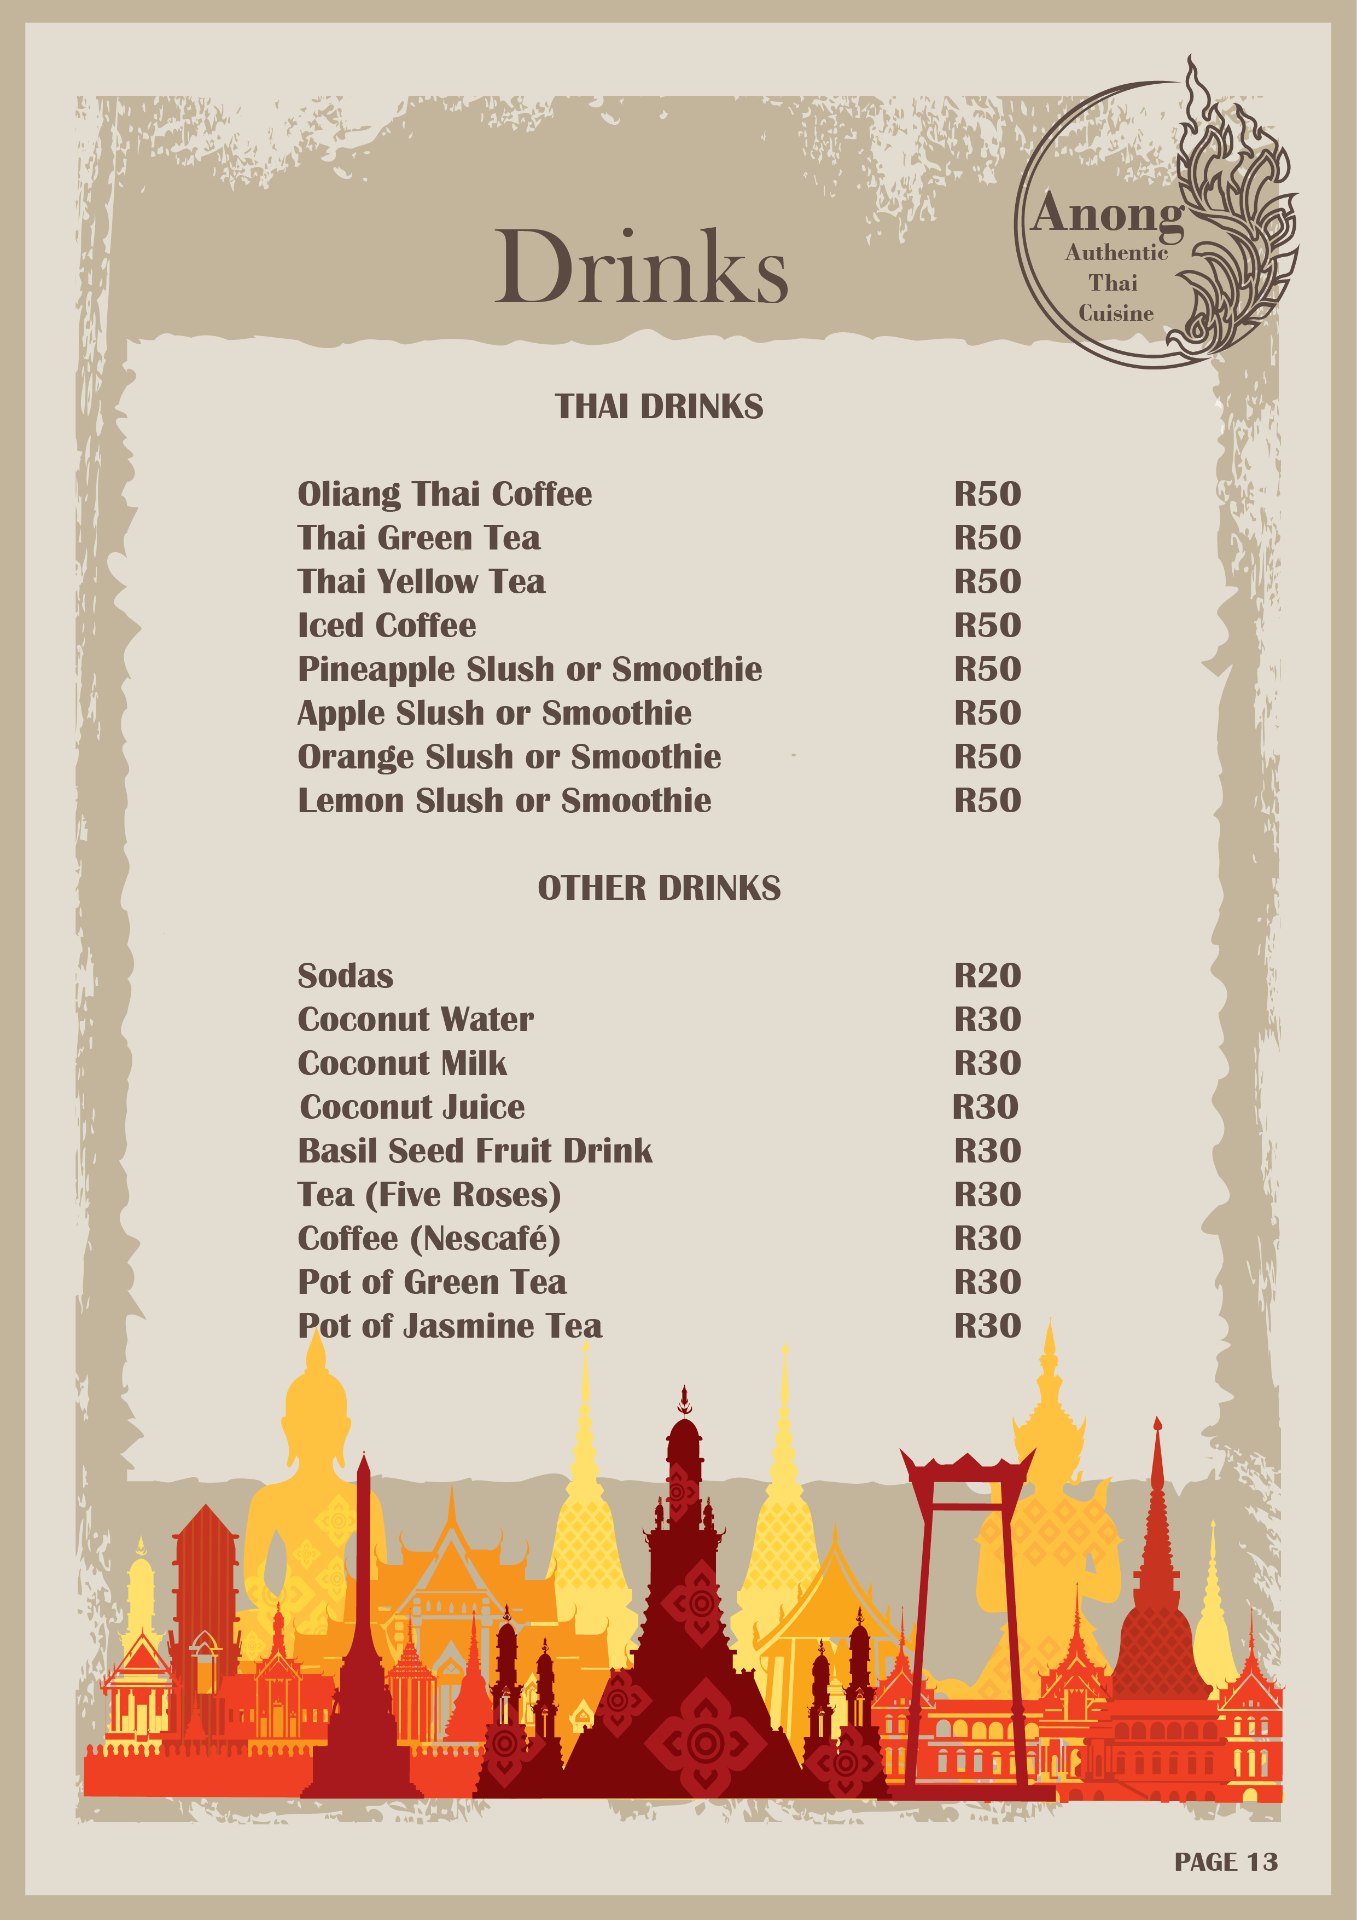 Anong
Authentic
Thai
Cuisine
Drinks
THAI DRINKS
Oliang Thai Coffee R50
Thai Green Tea R50
Thai Yellow Tea R50
Iced Coffee R50
Pineapple Slush or Smoothie R50
Apple Slush or Smoothie R50
Orange Slush or Smoothie R50
Lemon Slush or Smoothie R50
OTHER DRINKS
Sodas R20
Coconut Water R30
Coconut Milk R30
Coconut Juice R30
Basil Seed Fruit Drink R30
Tea (Five Roses) R30
Coffee (Nescafé) R30
Pot of Green Tea R30
Pot of Jasmine Tea R30
PAGE 13